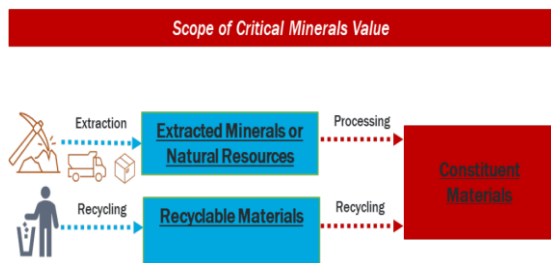 Scope of Critical Minerals Value
Extraction
Extracted Minerals or
Natural Resources
Processing
Constituent
Materials
Recycling
Recyclable Materials
Recycling